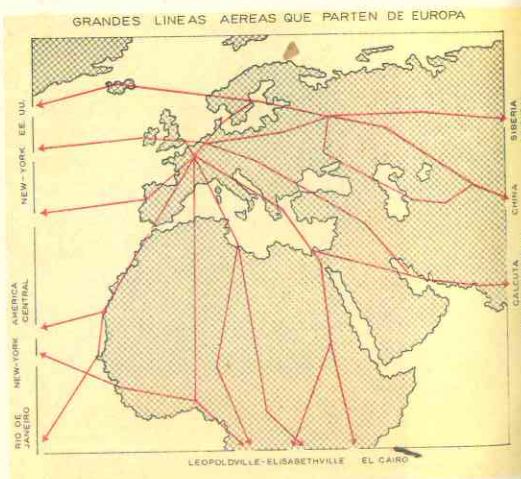 GRANDES LINEAS AEREAS QUE PARTEN DE EUROPA
EE. UU.
NEW-YORK
AMÉRICA
CENTRAL
NEW-YORK
RIO DE
JANEIRO
SIBERIA
CHINA
CALCUTA
LEOPOLDVILLE-ELISABETHVILLE EL CAIRO